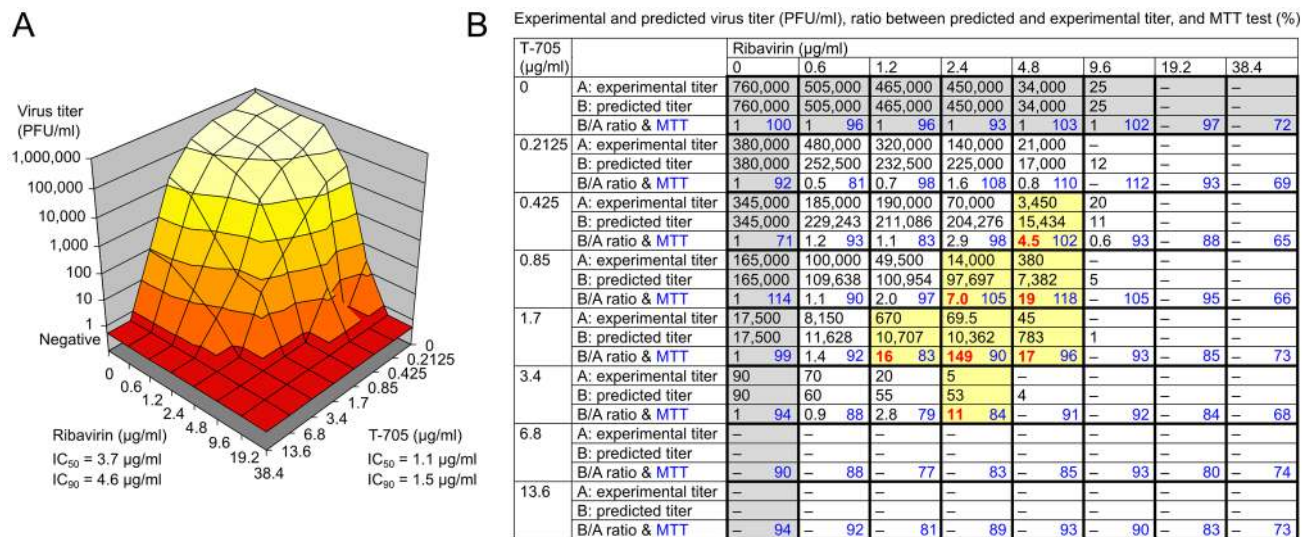 A
Virus titer
(PFU/ml)
1,000,000
100,000
10,000
1,000
100
10
1
Negative
0
0.6
1.2
2.4
4.8
9.6
19.2
38.4
0
0.2125
0.425
0.85
1.7
3.4
6.8
13.6
Ribavirin (µg/ml)
IC50 = 3.7 µg/ml
IC90 = 4.6 µg/ml
T-705 (µg/ml)
IC50 = 1.1 µg/ml
IC90 = 1.5 µg/ml
B
Experimental and predicted virus titer (PFU/ml), ratio between predicted and experimental titer, and MTT test (%)
T-705 Ribavirin (µg/ml)
(µg/ml) 0 0.6 1.2 2.4 4.8 9.6 19.2 38.4
0 A: experimental titer 760,000 505,000 465,000 450,000 34,000 25 – –
B: predicted titer 760,000 505,000 465,000 450,000 34,000 25 – –
B/A ratio & MTT 1 100 1 96 1 96 1 93 1 103 1 102 – 97 – 72
0.2125 A: experimental titer 380,000 480,000 320,000 140,000 21,000 – – –
B: predicted titer 380,000 252,500 232,500 225,000 17,000 12 – –
B/A ratio & MTT 1 92 0.5 81 0.7 98 1.6 108 0.8 110 – 112 – 93 – 69
0.425 A: experimental titer 345,000 185,000 190,000 70,000 3,450 20 – –
B: predicted titer 345,000 229,243 211,086 204,276 15,434 11 – –
B/A ratio & MTT 1 71 1.2 93 1.1 83 2.9 98 4.5 102 0.6 93 – 88 – 65
0.85 A: experimental titer 165,000 100,000 49,500 14,000 380 – – –
B: predicted titer 165,000 109,638 100,954 97,697 7,382 5 – –
B/A ratio & MTT 1 114 1.1 90 2.0 97 7.0 105 19 118 – 105 – 95 – 66
1.7 A: experimental titer 17,500 8,150 670 69.5 45 – – –
B: predicted titer 17,500 11,628 10,707 10,362 783 1 – –
B/A ratio & MTT 1 99 1.4 92 16 83 149 90 17 96 – 93 – 85 – 73
3.4 A: experimental titer 90 70 20 5 – – – –
B: predicted titer 90 60 55 53 4 – – –
B/A ratio & MTT 1 94 0.9 88 2.8 79 11 84 – 91 – 92 – 84 – 68
6.8 A: experimental titer – – – – – – – –
B: predicted titer – – – – – – – –
B/A ratio & MTT – 90 – 88 – 77 – 83 – 85 – 93 – 80 – 74
13.6 A: experimental titer – – – – – – – –
B: predicted titer – – – – – – – –
B/A ratio & MTT – 94 – 92 – 81 – 89 – 93 – 90 – 83 – 73